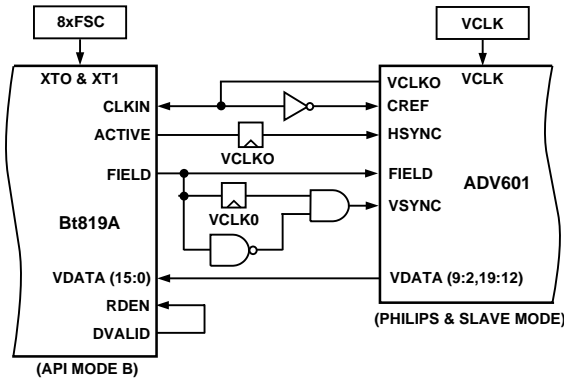 8xFSC
VCLK
XTO & XT1
CLKIN
ACTIVE
FIELD
Bt819A
VDATA (15:0)
RDEN
DVALID
(API MODE B)
VCLKO
VCLK0
VCLKO
VCLK
CREF
HSYNC
FIELD
ADV601
VSYNC
VDATA (9:2,19:12)
(PHILIPS & SLAVE MODE)